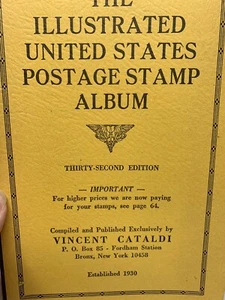 THE
ILLUSTRATED
UNITED STATES
POSTAGE STAMP
ALBUM
THIRTY-SECOND EDITION
— IMPORTANT —
For higher prices we are now paying
for your stamps, see page 64.
Compiled and Published Exclusively by
VINCENT CATALDI
P. O. Box 85 - Fordham Station
Bronx, New York 10458
Established 1930